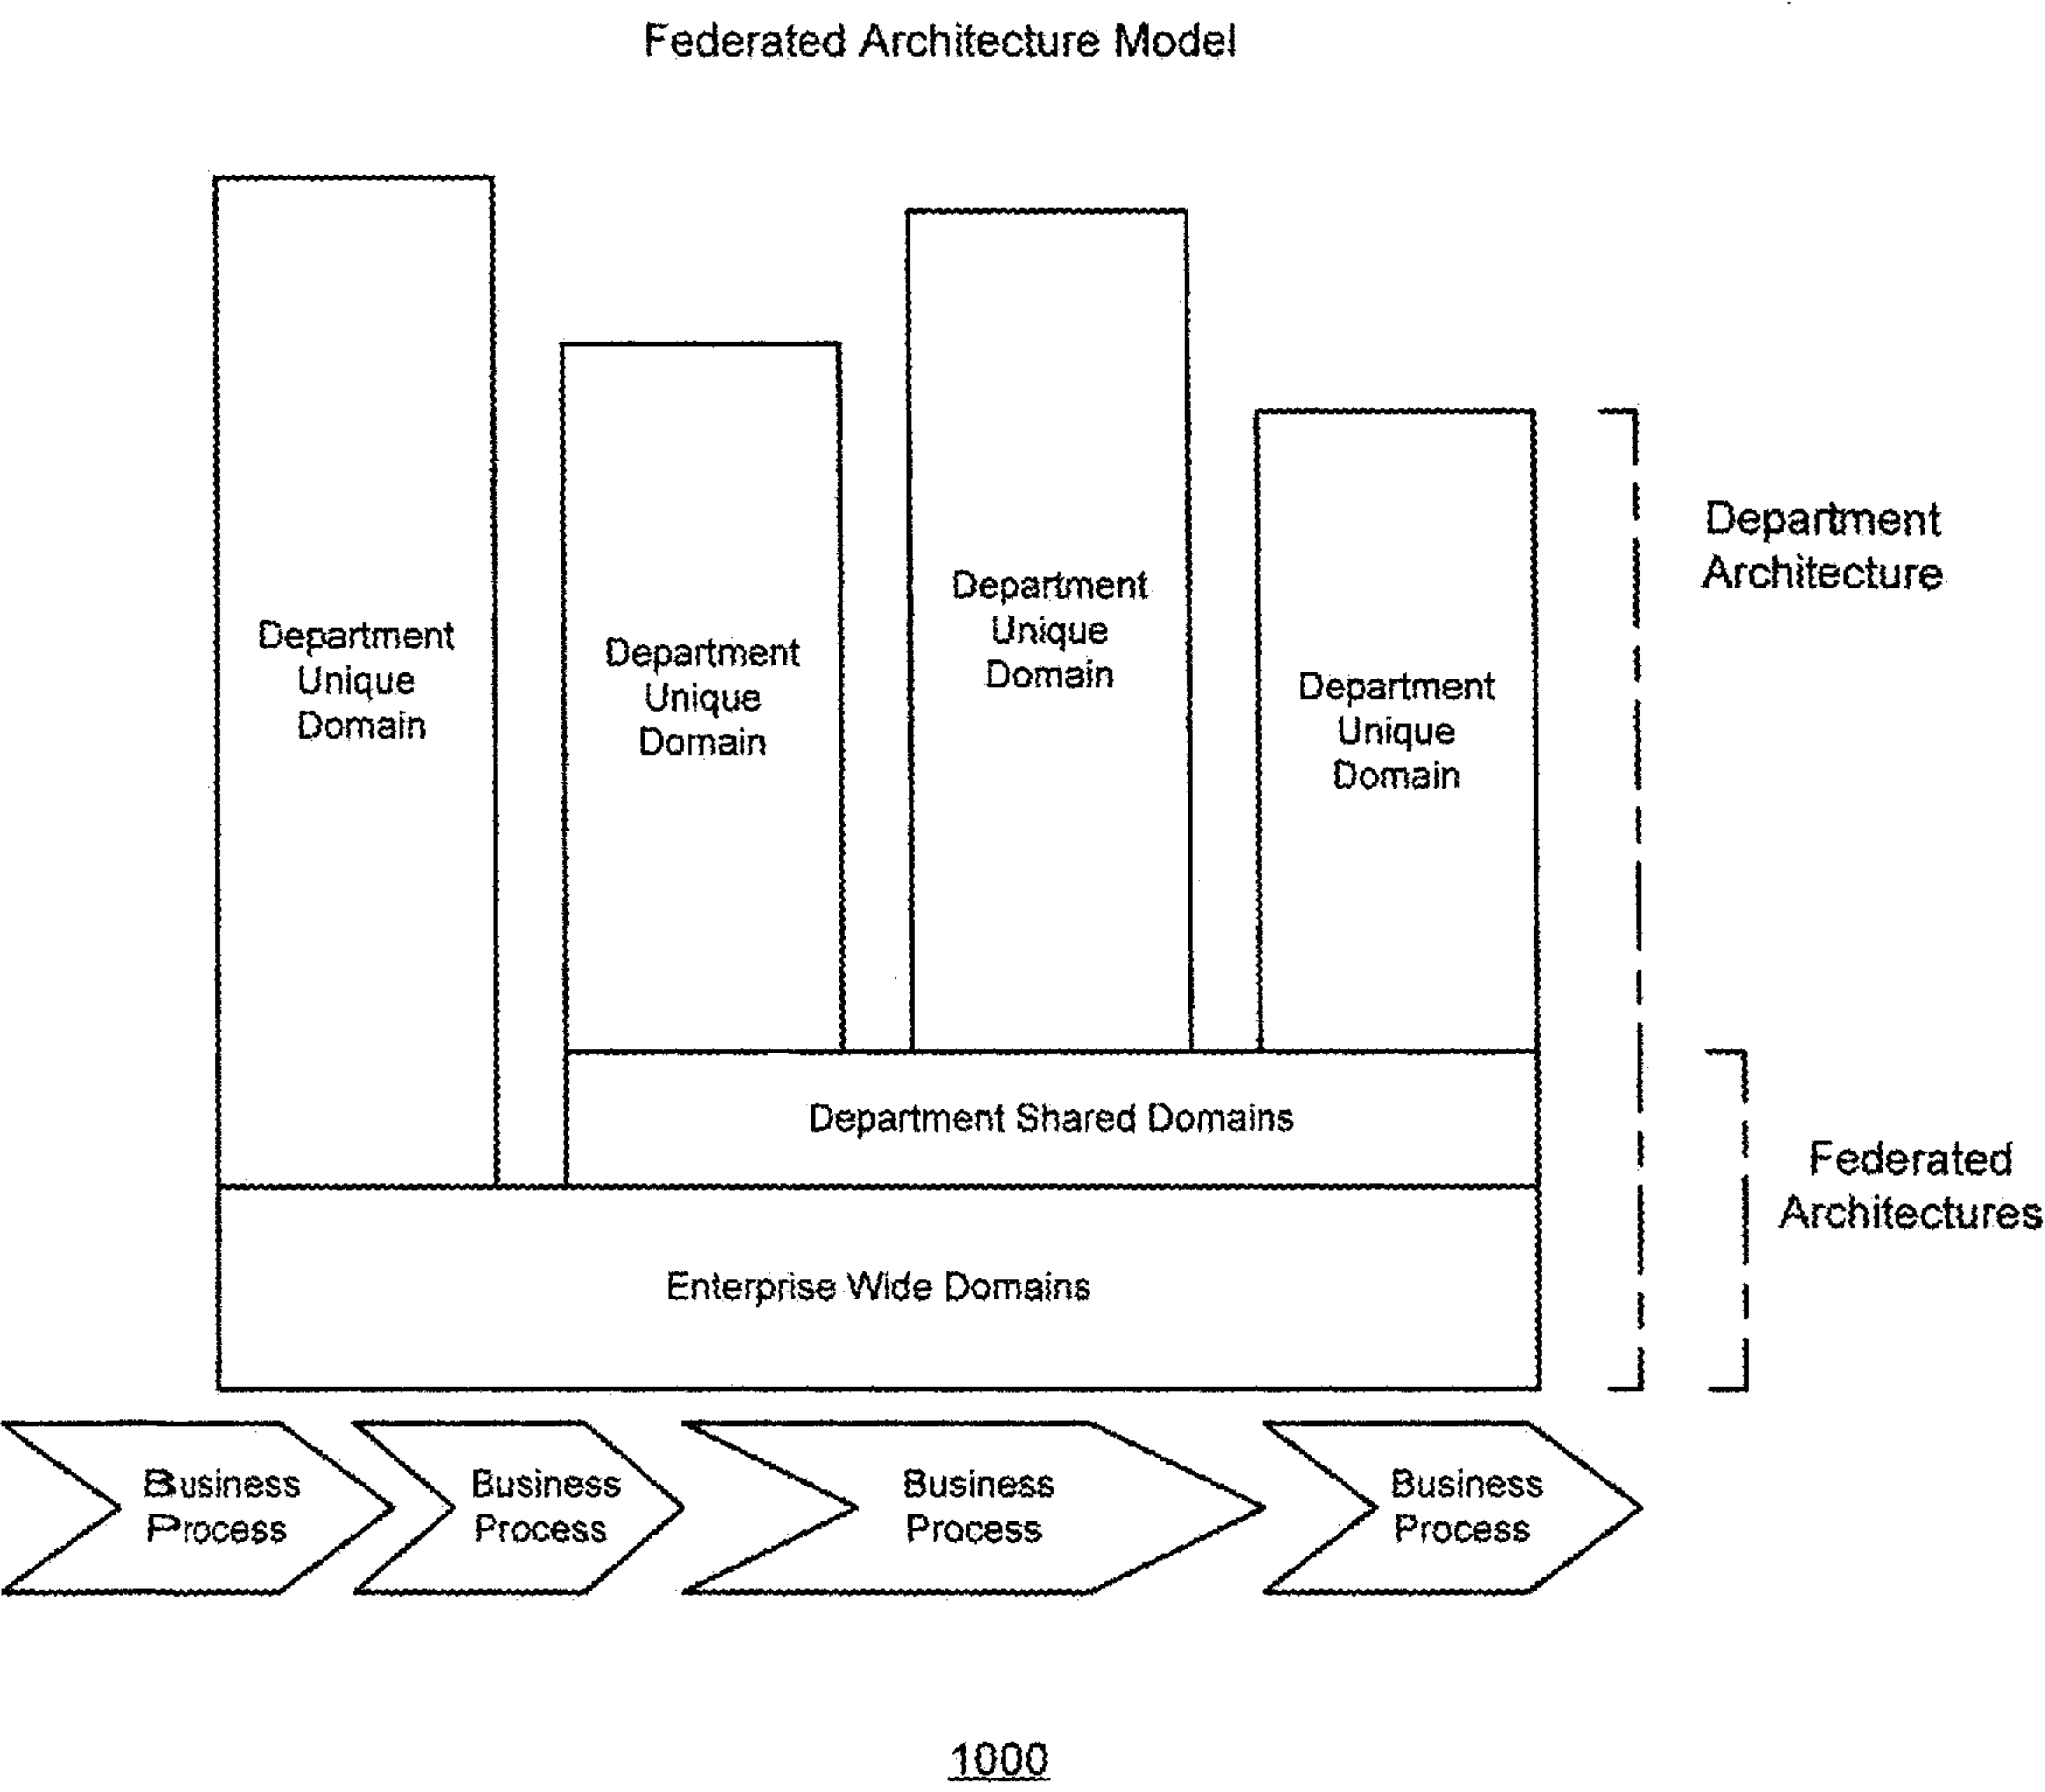 Federated Architecture Model
Department
Unique
Domain
Department
Unique
Domain
Department
Unique
Domain
Department
Unique
Domain
Department
Architecture
Department Shared Domains
Federated
Architectures
Enterprise Wide Domains
Business
Process
Business
Process
Business
Process
Business
Process
1000